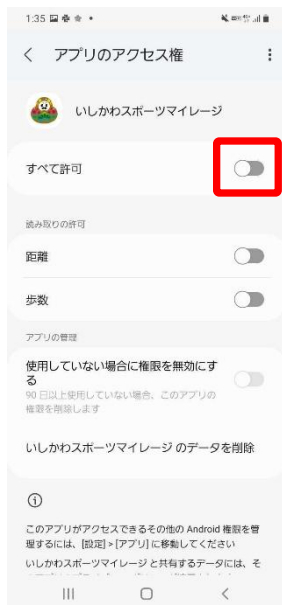 1:35
アプリのアクセス権
いしかわスポーツマイレージ
すべて許可
読み取りの許可
距離
歩数
アプリの管理
使用していない場合に権限を無効にす
る
90 日以上使用していない場合、このアプリの
権限を削除します
いしかわスポーツマイレージ のデータを削除
このアプリがアクセスできるその他の Android 権限を管
理するには、[設定] > [アプリ] に移動してください
いしかわスポーツマイレージ と共有するデータには、そ